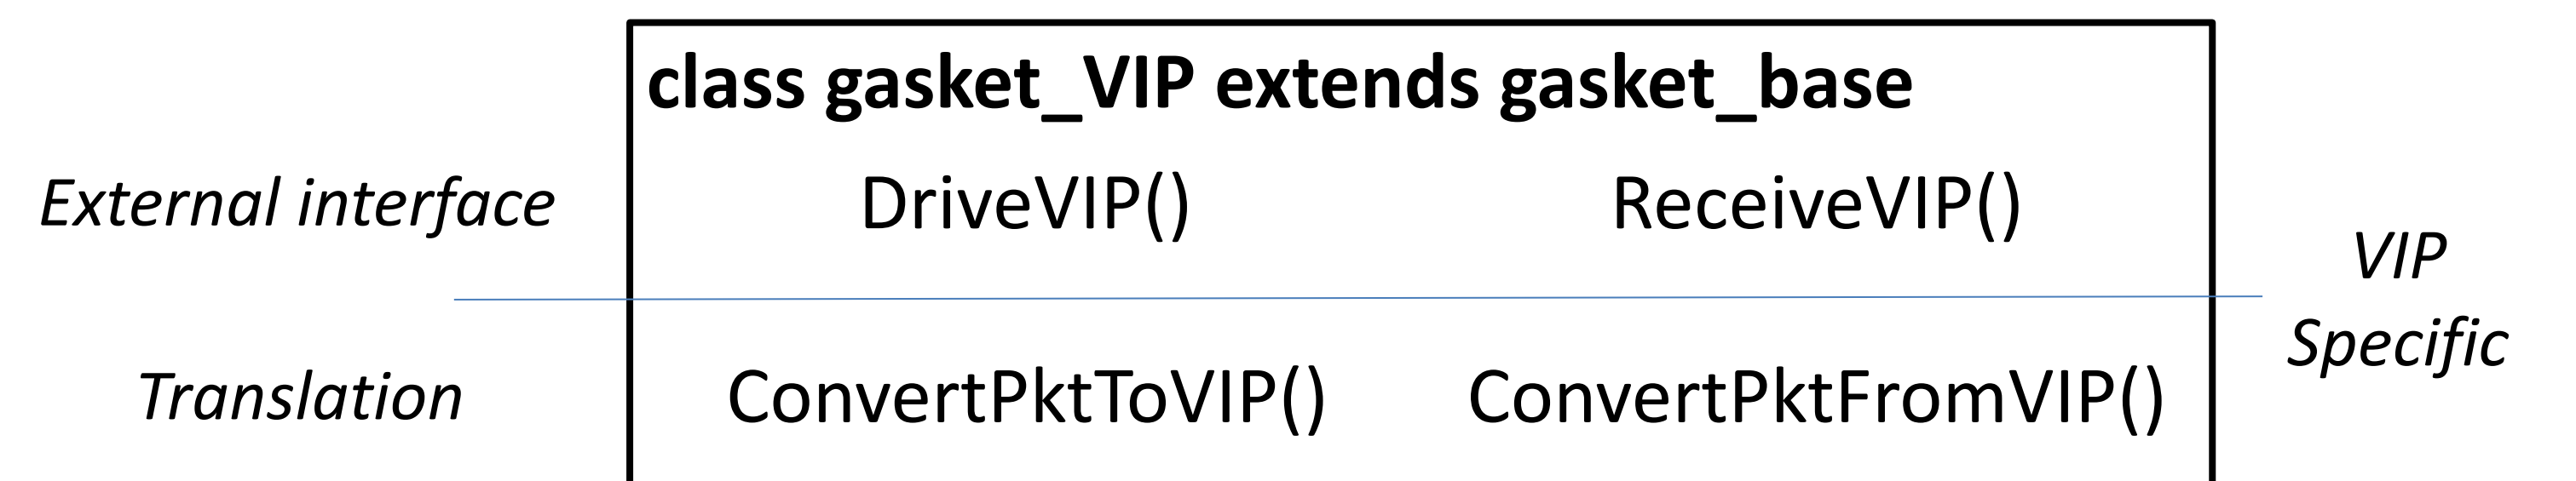 class gasket_VIP extends gasket_base
External interface
DriveVIP()
ReceiveVIP()
VIP
Specific
Translation
ConvertPktToVIP()
ConvertPktFromVIP()